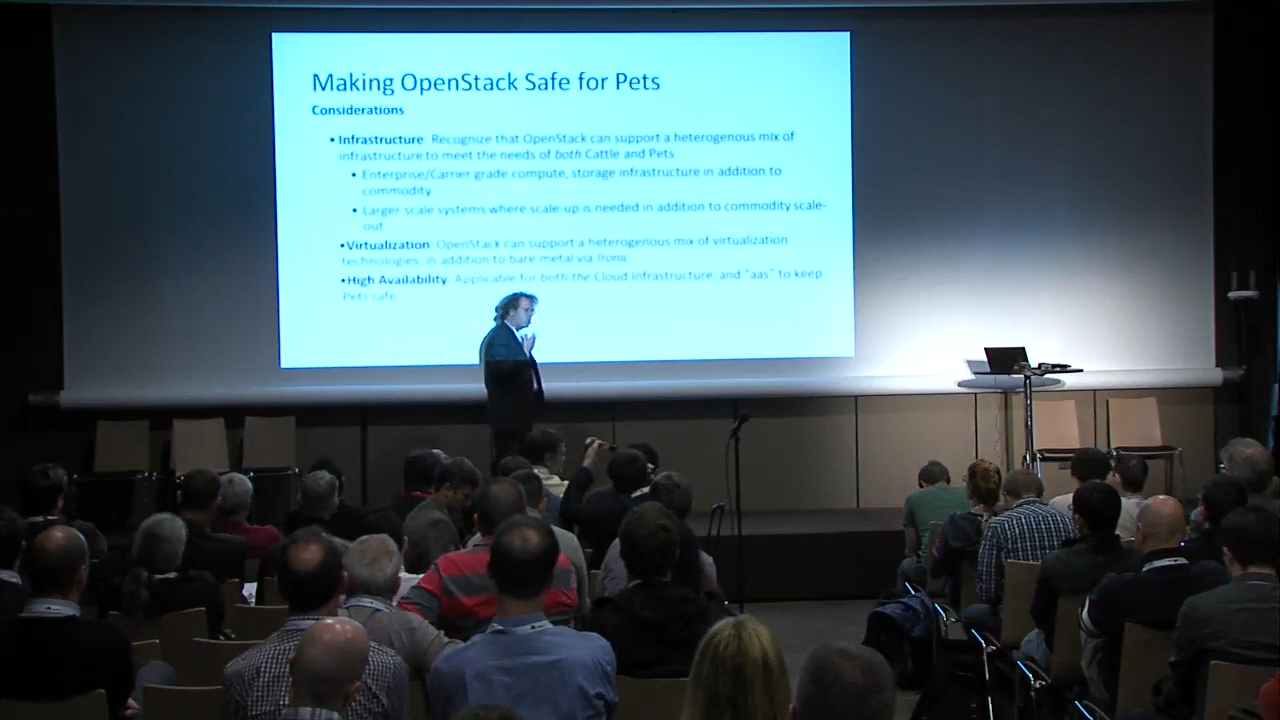 Making OpenStack Safe for Pets
Considerations
• Infrastructure: Recognize that OpenStack can support a heterogenous mix of
infrastructure to meet the needs of both Cattle and Pets
• Enterprise/Carrier grade compute, storage infrastructure in addition to
commodity
• Larger scale systems where scale-up is needed in addition to commodity scale-
out
•Virtualization: OpenStack can support a heterogenous mix of virtualization
technologies, in addition to bare metal via Ironic
•High Availability: Applicable for both the Cloud Infrastructure, and "aas" to keep
Pets safe